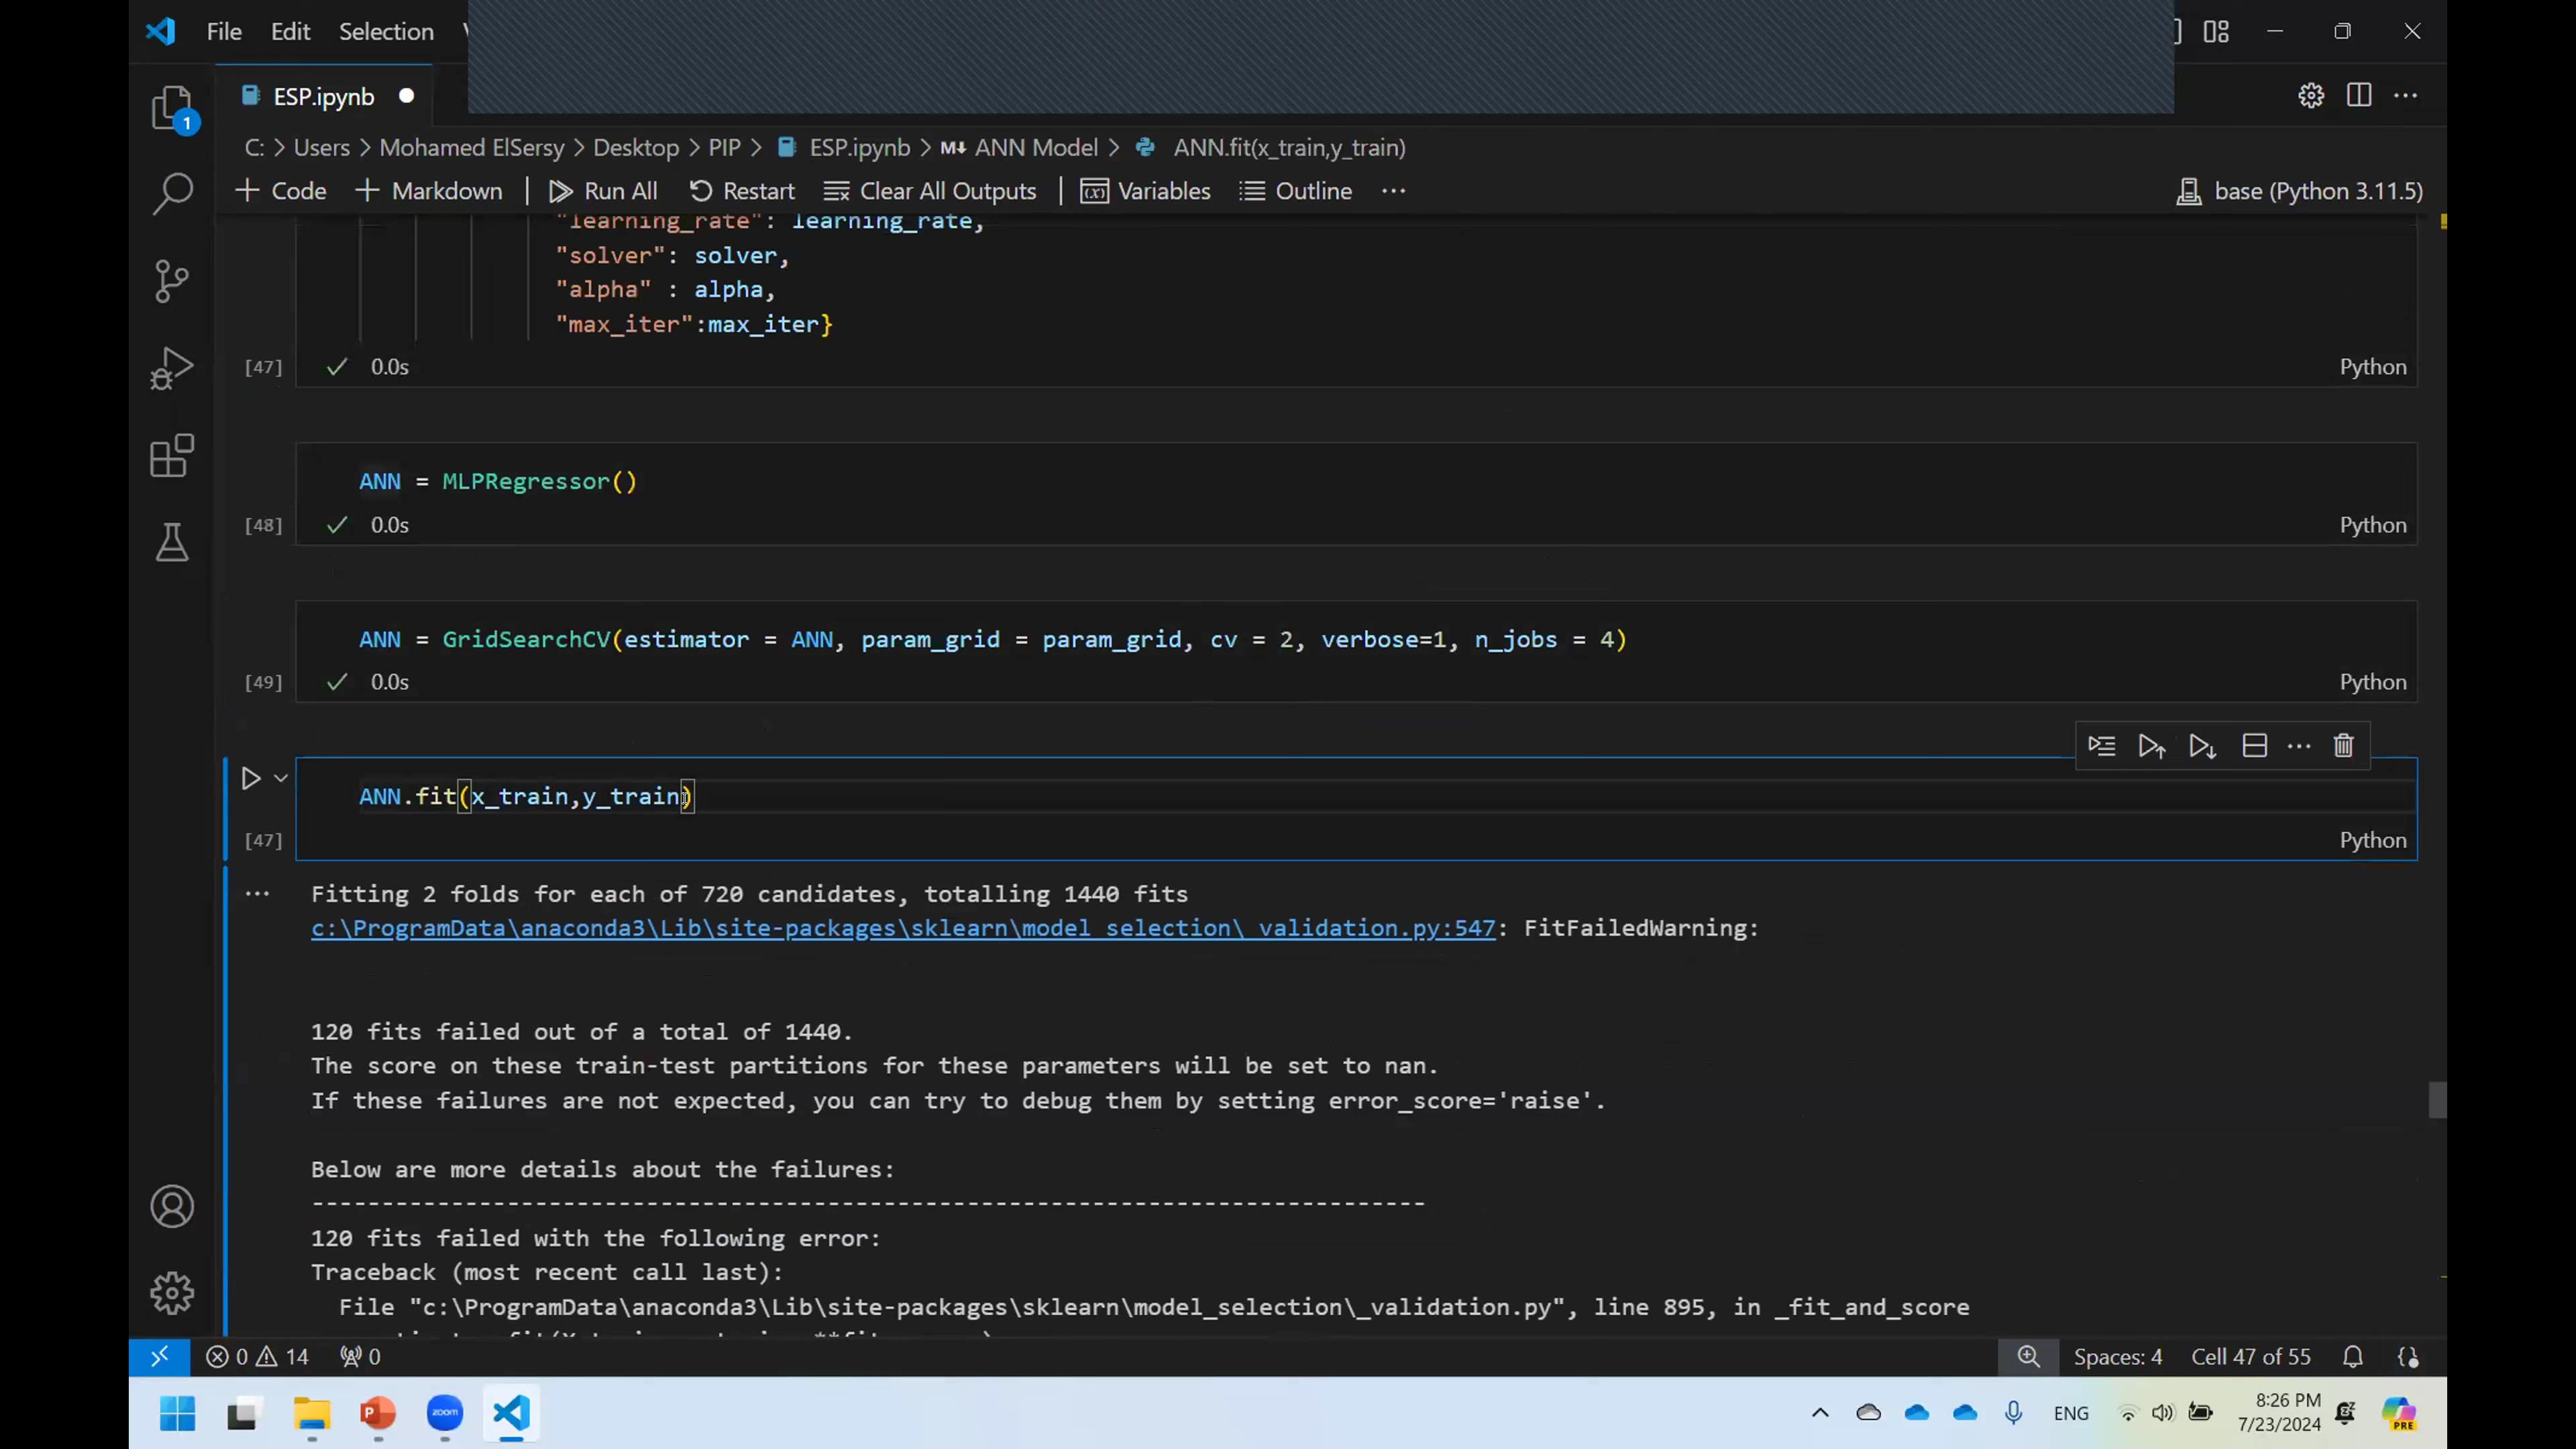 File Edit Selection
ESP.ipynb
C: > Users > Mohamed ElSersy > Desktop > PIP > ESP.ipynb > M↓ ANN Model > ANN.fit(x_train,y_train)
+ Code + Markdown Run All Restart Clear All Outputs Variables Outline ... base (Python 3.11.5)
"learning_rate": learning_rate,
"solver": solver,
"alpha" : alpha,
"max_iter":max_iter}
[47] ✓ 0.0s Python
ANN = MLPRegressor()
[48] ✓ 0.0s Python
ANN = GridSearchCV(estimator = ANN, param_grid = param_grid, cv = 2, verbose=1, n_jobs = 4)
[49] ✓ 0.0s Python
ANN.fit(x_train,y_train)
[47] Python
Fitting 2 folds for each of 720 candidates, totalling 1440 fits
c:\ProgramData\anaconda3\Lib\site-packages\sklearn\model_selection\_validation.py:547: FitFailedWarning:
120 fits failed out of a total of 1440.
The score on these train-test partitions for these parameters will be set to nan.
If these failures are not expected, you can try to debug them by setting error_score='raise'.
Below are more details about the failures:
--------------------------------------------------------------------------------
120 fits failed with the following error:
Traceback (most recent call last):
File "c:\ProgramData\anaconda3\Lib\site-packages\sklearn\model_selection\_validation.py", line 895, in _fit_and_score
0 14 0 Spaces: 4 Cell 47 of 55
zoom ENG 8:26 PM
7/23/2024
PRE